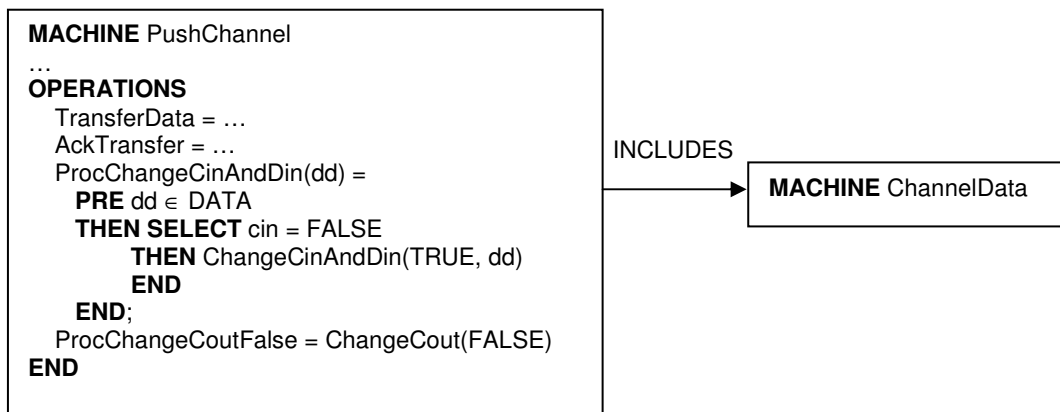 MACHINE PushChannel
…
OPERATIONS
TransferData = …
AckTransfer = …
ProcChangeCinAndDin(dd) =
PRE dd ∈ DATA
THEN SELECT cin = FALSE
THEN ChangeCinAndDin(TRUE, dd)
END
END;
ProcChangeCoutFalse = ChangeCout(FALSE)
END
INCLUDES
MACHINE ChannelData